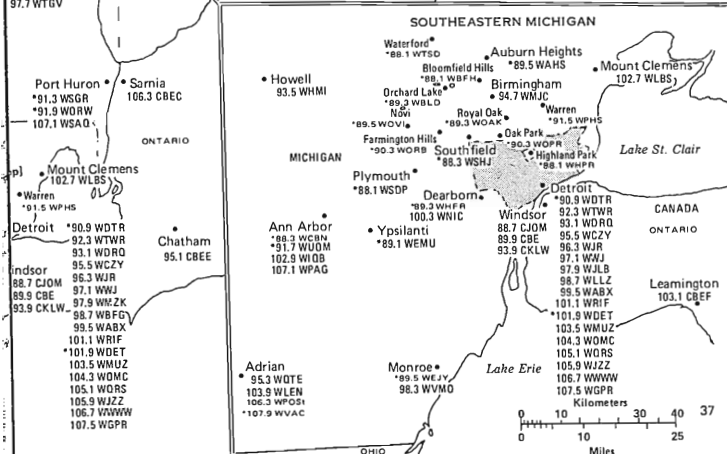 97.7 WTGV
Port Huron
*91.3 WSGR
*91.9 WORW
107.1 WSAQ
Sarnia
106.3 CBEC
ONTARIO
Mount Clemens
102.7 WLBS
Warren
*91.5 WPHS
Detroit
*90.9 WDTR
92.3 WTWR
93.1 WDRQ
95.5 WCZY
96.3 WJR
97.1 WWJ
97.9 WMZK
98.7 WBFG
99.5 WABX
101.1 WRIF
*101.9 WDET
103.5 WMUZ
104.3 WOMC
105.1 WQRS
105.9 WJZZ
106.7 WWWW
107.5 WGPR
indsor
88.7 CJOM
89.9 CBE
93.9 CKLW
Chatham
95.1 CBEE
SOUTHEASTERN MICHIGAN
Waterford
*88.1 WTSD
Auburn Heights
*89.5 WAHS
Bloomfield Hills
*88.1 WBFH
Mount Clemens
102.7 WLBS
Howell
93.5 WHMI
Orchard Lake
*89.3 WBLD
Birmingham
94.7 WMJC
Novi
*89.5 WOVI
Royal Oak
*89.3 WOAK
Warren
*91.5 WPHS
Farmington Hills
*90.3 WORB
Oak Park
*90.3 WOPR
Southfield
88.3 WSHJ
Highland Park
*88.1 WHPR
Lake St. Clair
MICHIGAN
Plymouth
*88.1 WSDP
Dearborn
*89.3 WHFR
100.3 WNIC
Detroit
*90.9 WDTR
92.3 WTWR
93.1 WDRQ
95.5 WCZY
96.3 WJR
97.1 WWJ
97.9 WJLB
98.7 WLLZ
99.5 WABX
101.1 WRIF
*101.9 WDET
103.5 WMUZ
104.3 WOMC
105.1 WQRS
105.9 WJZZ
106.7 WWWW
107.5 WGPR
Windsor
88.7 CJOM
89.9 CBE
93.9 CKLW
CANADA
ONTARIO
Ann Arbor
*88.3 WCBN
*91.7 WUOM
102.9 WIQB
107.1 WPAG
Ypsilanti
*89.1 WEMU
Leamington
103.1 CBEF
Lake Erie
Adrian
95.3 WQTE
103.9 WLEN
106.3 WPOS
*107.9 WVAC
Monroe
*89.5 WEJY
98.3 WVMO
OHIO
Kilometers
0 10 10 20 30 40
0 10 15 25
Miles
37